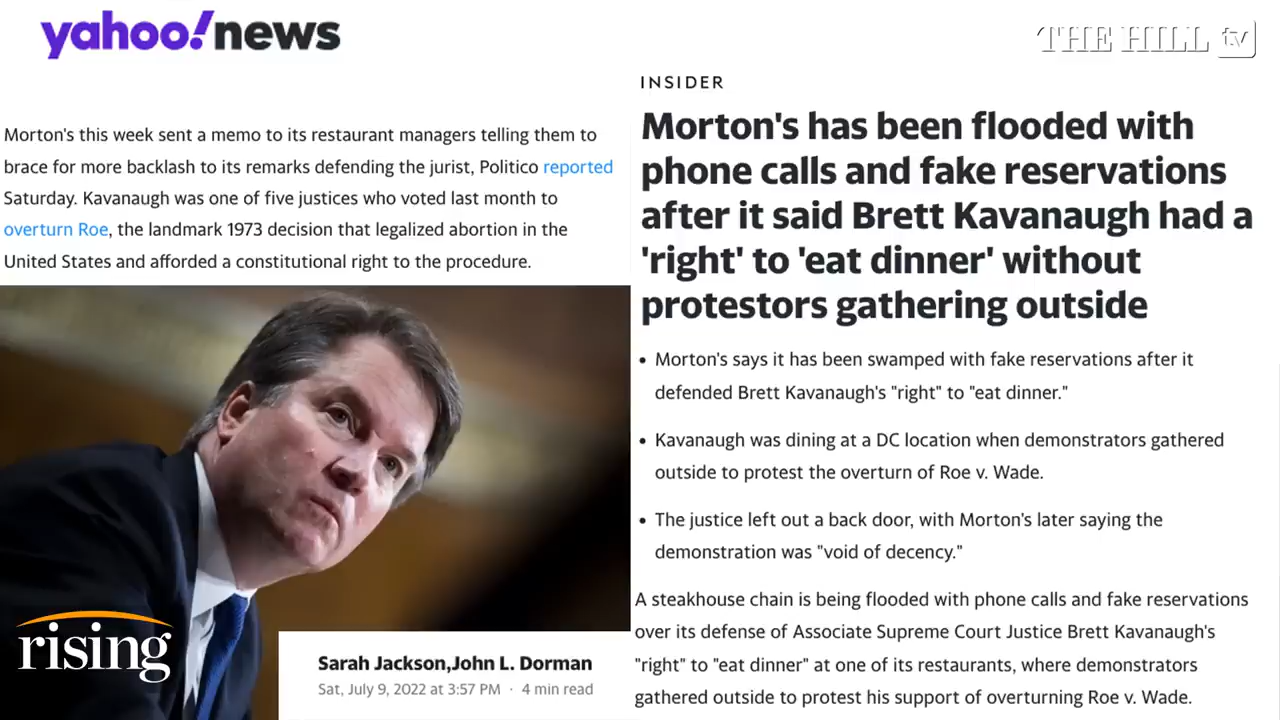 yahoo!news
THE HILL tv
Morton's this week sent a memo to its restaurant managers telling them to
brace for more backlash to its remarks defending the jurist, Politico reported
Saturday. Kavanaugh was one of five justices who voted last month to
overturn Roe, the landmark 1973 decision that legalized abortion in the
United States and afforded a constitutional right to the procedure.
rising
Sarah Jackson,John L. Dorman
Sat, July 9, 2022 at 3:57 PM · 4 min read
INSIDER
Morton's has been flooded with
phone calls and fake reservations
after it said Brett Kavanaugh had a
'right' to 'eat dinner' without
protestors gathering outside
• Morton's says it has been swamped with fake reservations after it
defended Brett Kavanaugh's "right" to "eat dinner."
• Kavanaugh was dining at a DC location when demonstrators gathered
outside to protest the overturn of Roe v. Wade.
• The justice left out a back door, with Morton's later saying the
demonstration was "void of decency."
A steakhouse chain is being flooded with phone calls and fake reservations
over its defense of Associate Supreme Court Justice Brett Kavanaugh's
"right" to "eat dinner" at one of its restaurants, where demonstrators
gathered outside to protest his support of overturning Roe v. Wade.